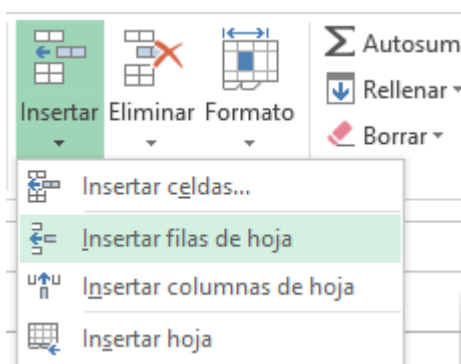 Insertar Eliminar Formato
Autosum
Rellenar
Borrar
Insertar celdas...
Insertar filas de hoja
Insertar columnas de hoja
Insertar hoja